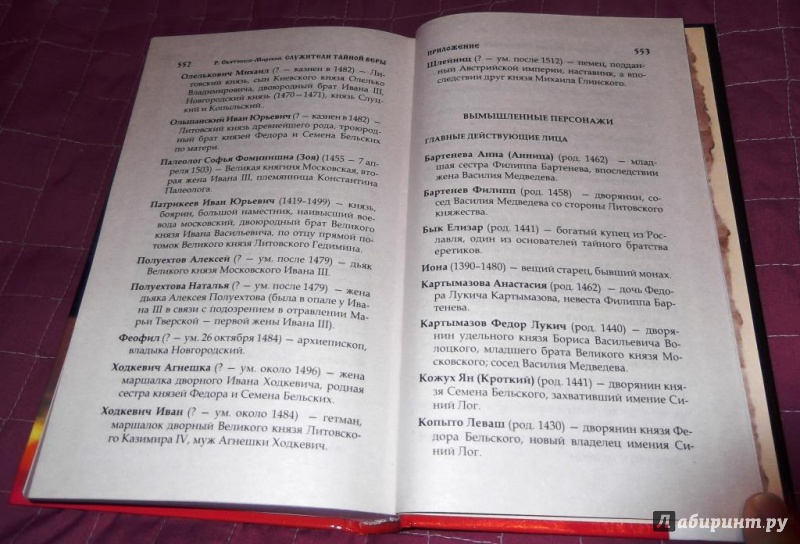 552 Р. Святополк-Мирский. СЛУЖИТЕЛИ ТАЙНОЙ ВЕРЫ
Олелькович Михаил (? — казнен в 1482) — Ли-
товский князь, сын Киевского князя Олелько
Владимировича, двоюродный брат Ивана III,
Новгородский князь (1470—1471), князь Слуц-
кий и Копыльский.
Ольшанский Иван Юрьевич (? — казнен в 1482) —
Литовский князь древнейшего рода, троюрод-
ный брат князей Федора и Семена Бельских
по матери.
Палеолог Софья Фоминишна (Зоя) (1455 — 7 ап-
реля 1503) — Великая княгиня Московская, вто-
рая жена Ивана III, племянница Константина
Палеолога.
Патрикеев Иван Юрьевич (1419—1499) — князь,
боярин, большой наместник, наивысший вое-
вода московский, двоюродный брат Великого
князя Ивана Васильевича, по отцу прямой по-
томок Великого князя Литовского Гедимина.
Полуехтов Алексей (? — ум. после 1479) — дьяк
Великого князя Московского Ивана III.
Полуехтова Наталья (? — ум. после 1479) — жена
дьяка Алексея Полуехтова (была в опале у Ива-
на III в связи с подозрением в отравлении Ма-
рьи Тверской — первой жены Ивана III).
Феофил (? — ум. 26 октября 1484) — архиепископ,
владыка Новгородский.
Ходкевич Агнешка (? — ум. около 1496) — жена
маршалка дворного Ивана Ходкевича, родная
сестра князей Федора и Семена Бельских.
Ходкевич Иван (? — ум. около 1484) — гетман,
маршалок дворный Великого князя Литовско-
го Казимира IV, муж Агнешки Ходкевич.
ПРИЛОЖЕНИЕ 553
Шлейниц (? — ум. после 1512) — немец, поддан-
ный Австрийской империи, наставник, а впо-
следствии друг князя Михаила Глинского.
ВЫМЫШЛЕННЫЕ ПЕРСОНАЖИ
ГЛАВНЫЕ ДЕЙСТВУЮЩИЕ ЛИЦА
Бартенева Анна (Анница) (род. 1462) — млад-
шая сестра Филиппа Бартенева, впоследствии
жена Василия Медведева.
Бартенев Филипп (род. 1458) — дворянин, со-
сед Василия Медведева со стороны Литовского
княжества.
Бык Елизар (род. 1441) — богатый купец из Рос-
лавля, один из основателей тайного братства
еретиков.
Иона (1390—1480) — вещий старец, бывший монах.
Картымазова Анастасия (род. 1462) — дочь Федо-
ра Лукича Картымазова, невеста Филиппа Бар-
тенева.
Картымазов Федор Лукич (род. 1440) — дворя-
нин удельного князя Бориса Васильевича Во-
лоцкого, младшего брата Великого князя Мо-
сковского; сосед Василия Медведева.
Кожух Ян (Кроткий) (род. 1441) — дворянин кня-
зя Семена Бельского, захвативший имение Си-
ний Лог.
Копыто Леваш (род. 1430) — дворянин князя Фе-
дора Бельского, новый владелец имения Си-
ний Лог.
Лабиринт.ру